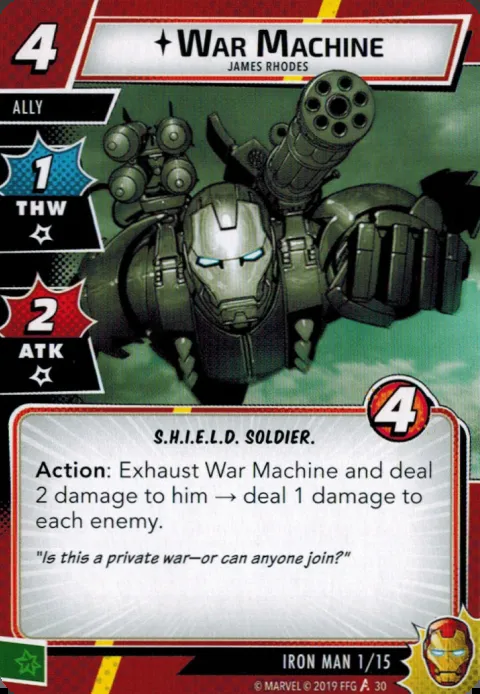 4
War Machine
JAMES RHODES
ALLY
1
THW
2
ATK
4
S.H.I.E.L.D. SOLDIER.
Action: Exhaust War Machine and deal
2 damage to him → deal 1 damage to
each enemy.
"Is this a private war—or can anyone join?"
IRON MAN 1/15
© MARVEL © 2019 FFG A 30